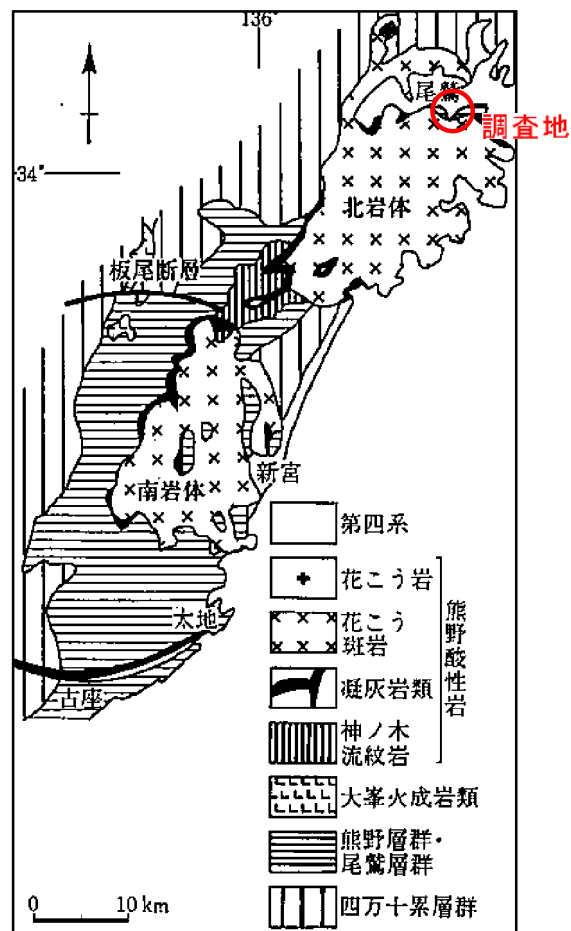 136°
尾鷲
調査地
34°
北岩体
板尾断層
新宮
南岩体
太地
古座
第四系
花こう岩
花こう
斑岩
凝灰岩類
神ノ木
流紋岩
熊野酸性岩
大峯火成岩類
熊野層群・
尾鷲層群
四万十累層群
0 10 km